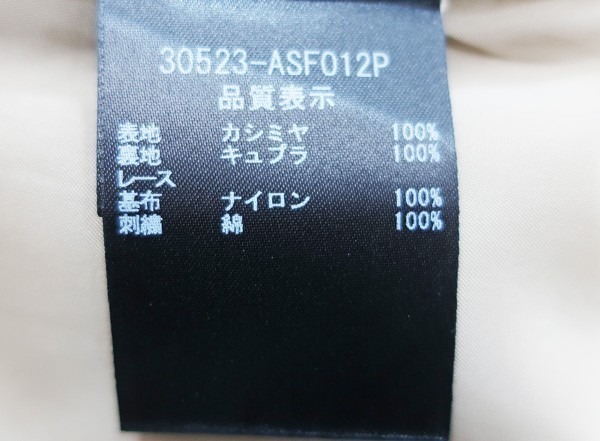 30523-ASF012P
品質表示
表地 カシミヤ 100%
裏地 キュプラ 100%
レース
基布 ナイロン 100%
刺繍 綿 100%